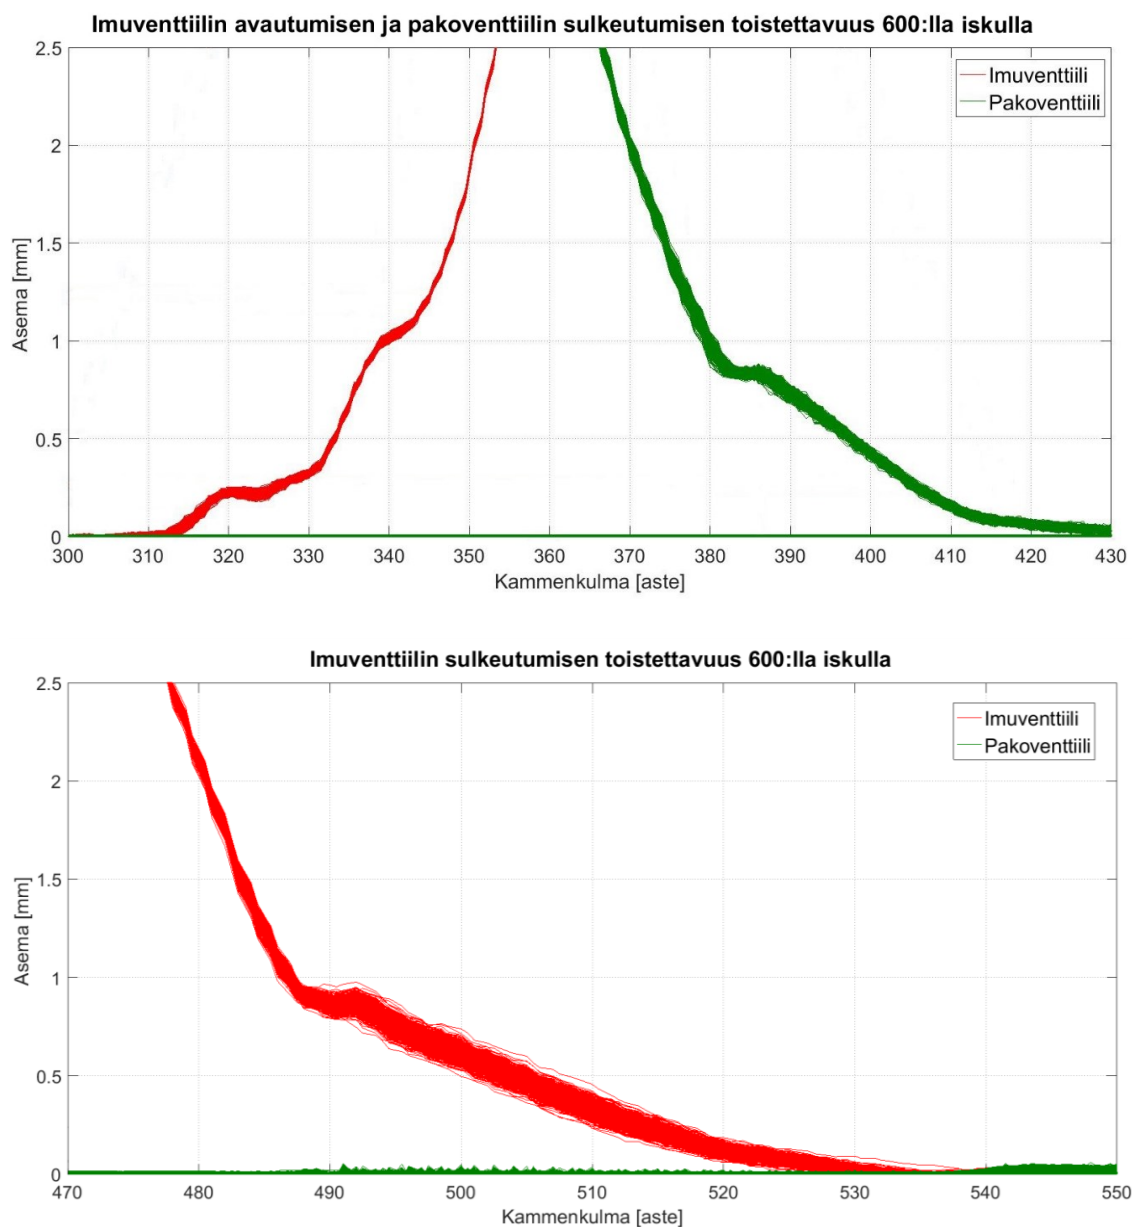 Imuventtiilin avautumisen ja pakoventtiilin sulkeutumisen toistettavuus 600:lla iskulla
2.5
2
1.5
1
0.5
0
Asema [mm]
Imuventtiili
Pakoventtiili
300 310 320 330 340 350 360 370 380 390 400 410 420 430
Kammenkulma [aste]
Imuventtiilin sulkeutumisen toistettavuus 600:lla iskulla
2.5
2
1.5
1
0.5
0
Asema [mm]
Imuventtiili
Pakoventtiili
470 480 490 500 510 520 530 540 550
Kammenkulma [aste]